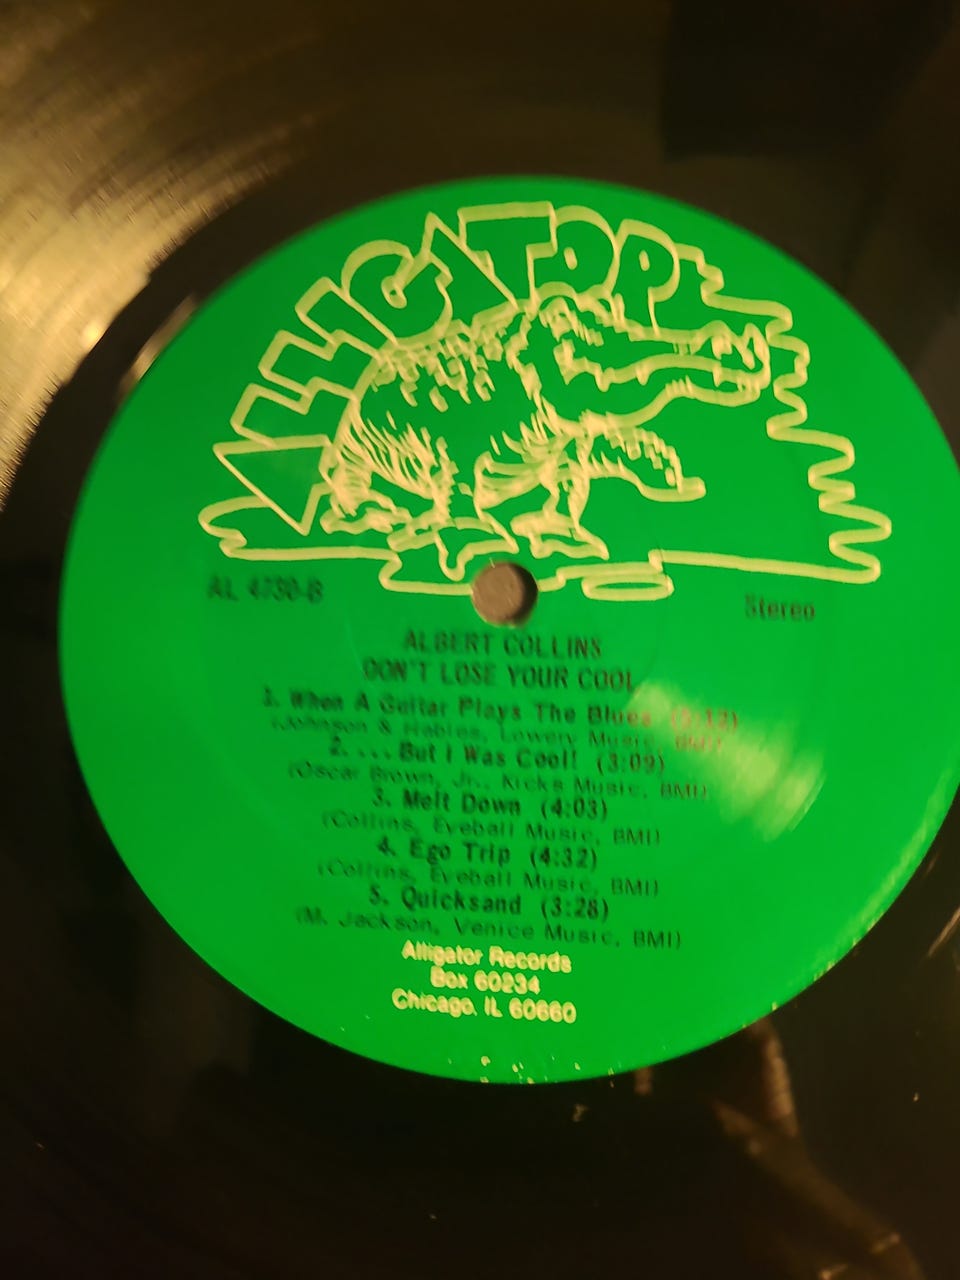 ALLIGATOR
AL 4730-B
Stereo
ALBERT COLLINS
DON'T LOSE YOUR COOL
1. When A Guitar Plays The Blues
(Johnson & Lowery Music, BMI)
2. ... But I Was Cool! (3:09)
(Oscar Brown, Jr., Kicks Music, BMI)
3. Melt Down (4:03)
(Collins, Eyeball Music, BMI)
4. Ego Trip (4:32)
(Collins, Eyeball Music, BMI)
5. Quicksand (3:28)
(M. Jackson, Venice Music, BMI)
Alligator Records
Box 60234
Chicago, IL 60660